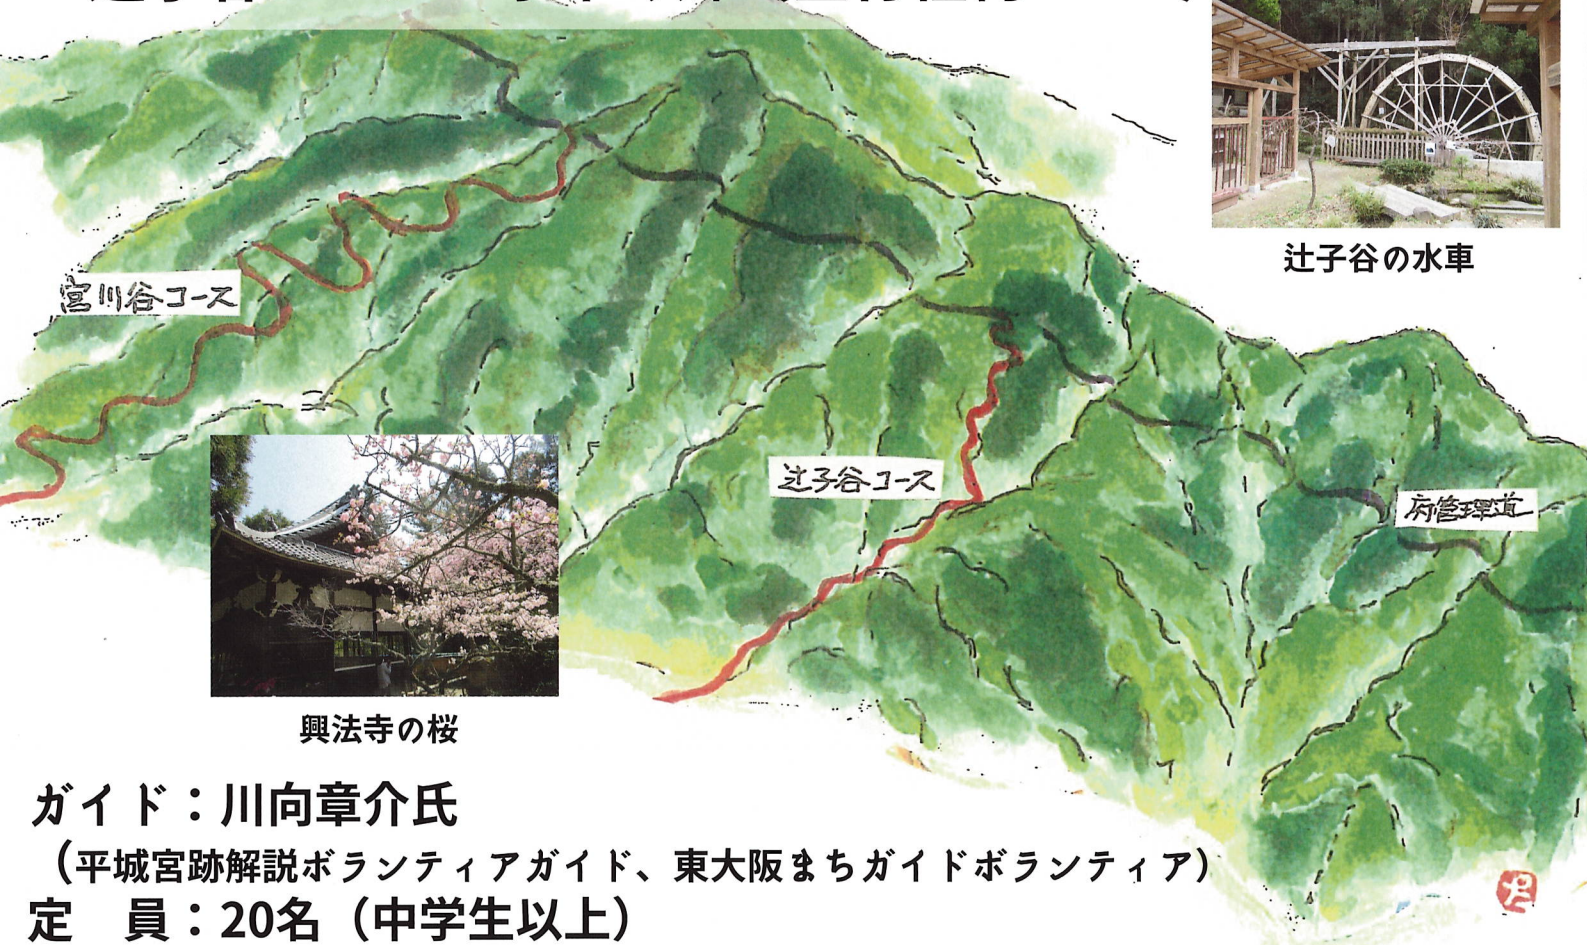 辻子谷の水車
宮川谷コース
辻子谷コース
府管理道
興法寺の桜
ガイド：川向章介氏
（平城宮跡解説ボランティアガイド、東大阪まちガイドボランティア）
定　員：20名（中学生以上）